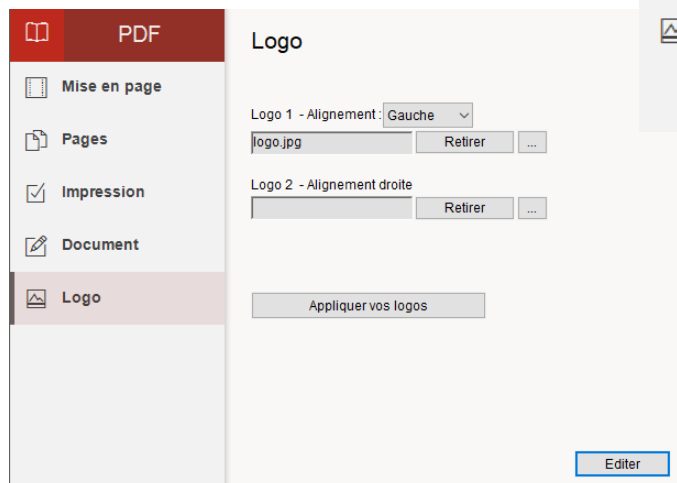 PDF
Mise en page
Pages
Impression
Document
Logo
Logo
Logo 1 - Alignement : Gauche
logo.jpg Retirer ...
Logo 2 - Alignement droite
Retirer ...
Appliquer vos logos
Editer